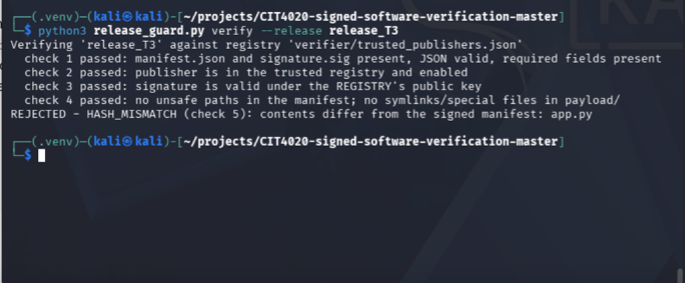 ┌──(.venv)─(kali㉿kali)-[~/projects/CIT4020-signed-software-verification-master]
└─$ python3 release_guard.py verify --release release_T3
Verifying 'release_T3' against registry 'verifier/trusted_publishers.json'
  check 1 passed: manifest.json and signature.sig present, JSON valid, required fields present
  check 2 passed: publisher is in the trusted registry and enabled
  check 3 passed: signature is valid under the REGISTRY's public key
  check 4 passed: no unsafe paths in the manifest; no symlinks/special files in payload/
REJECTED - HASH_MISMATCH (check 5): contents differ from the signed manifest: app.py
┌──(.venv)─(kali㉿kali)-[~/projects/CIT4020-signed-software-verification-master]
└─$